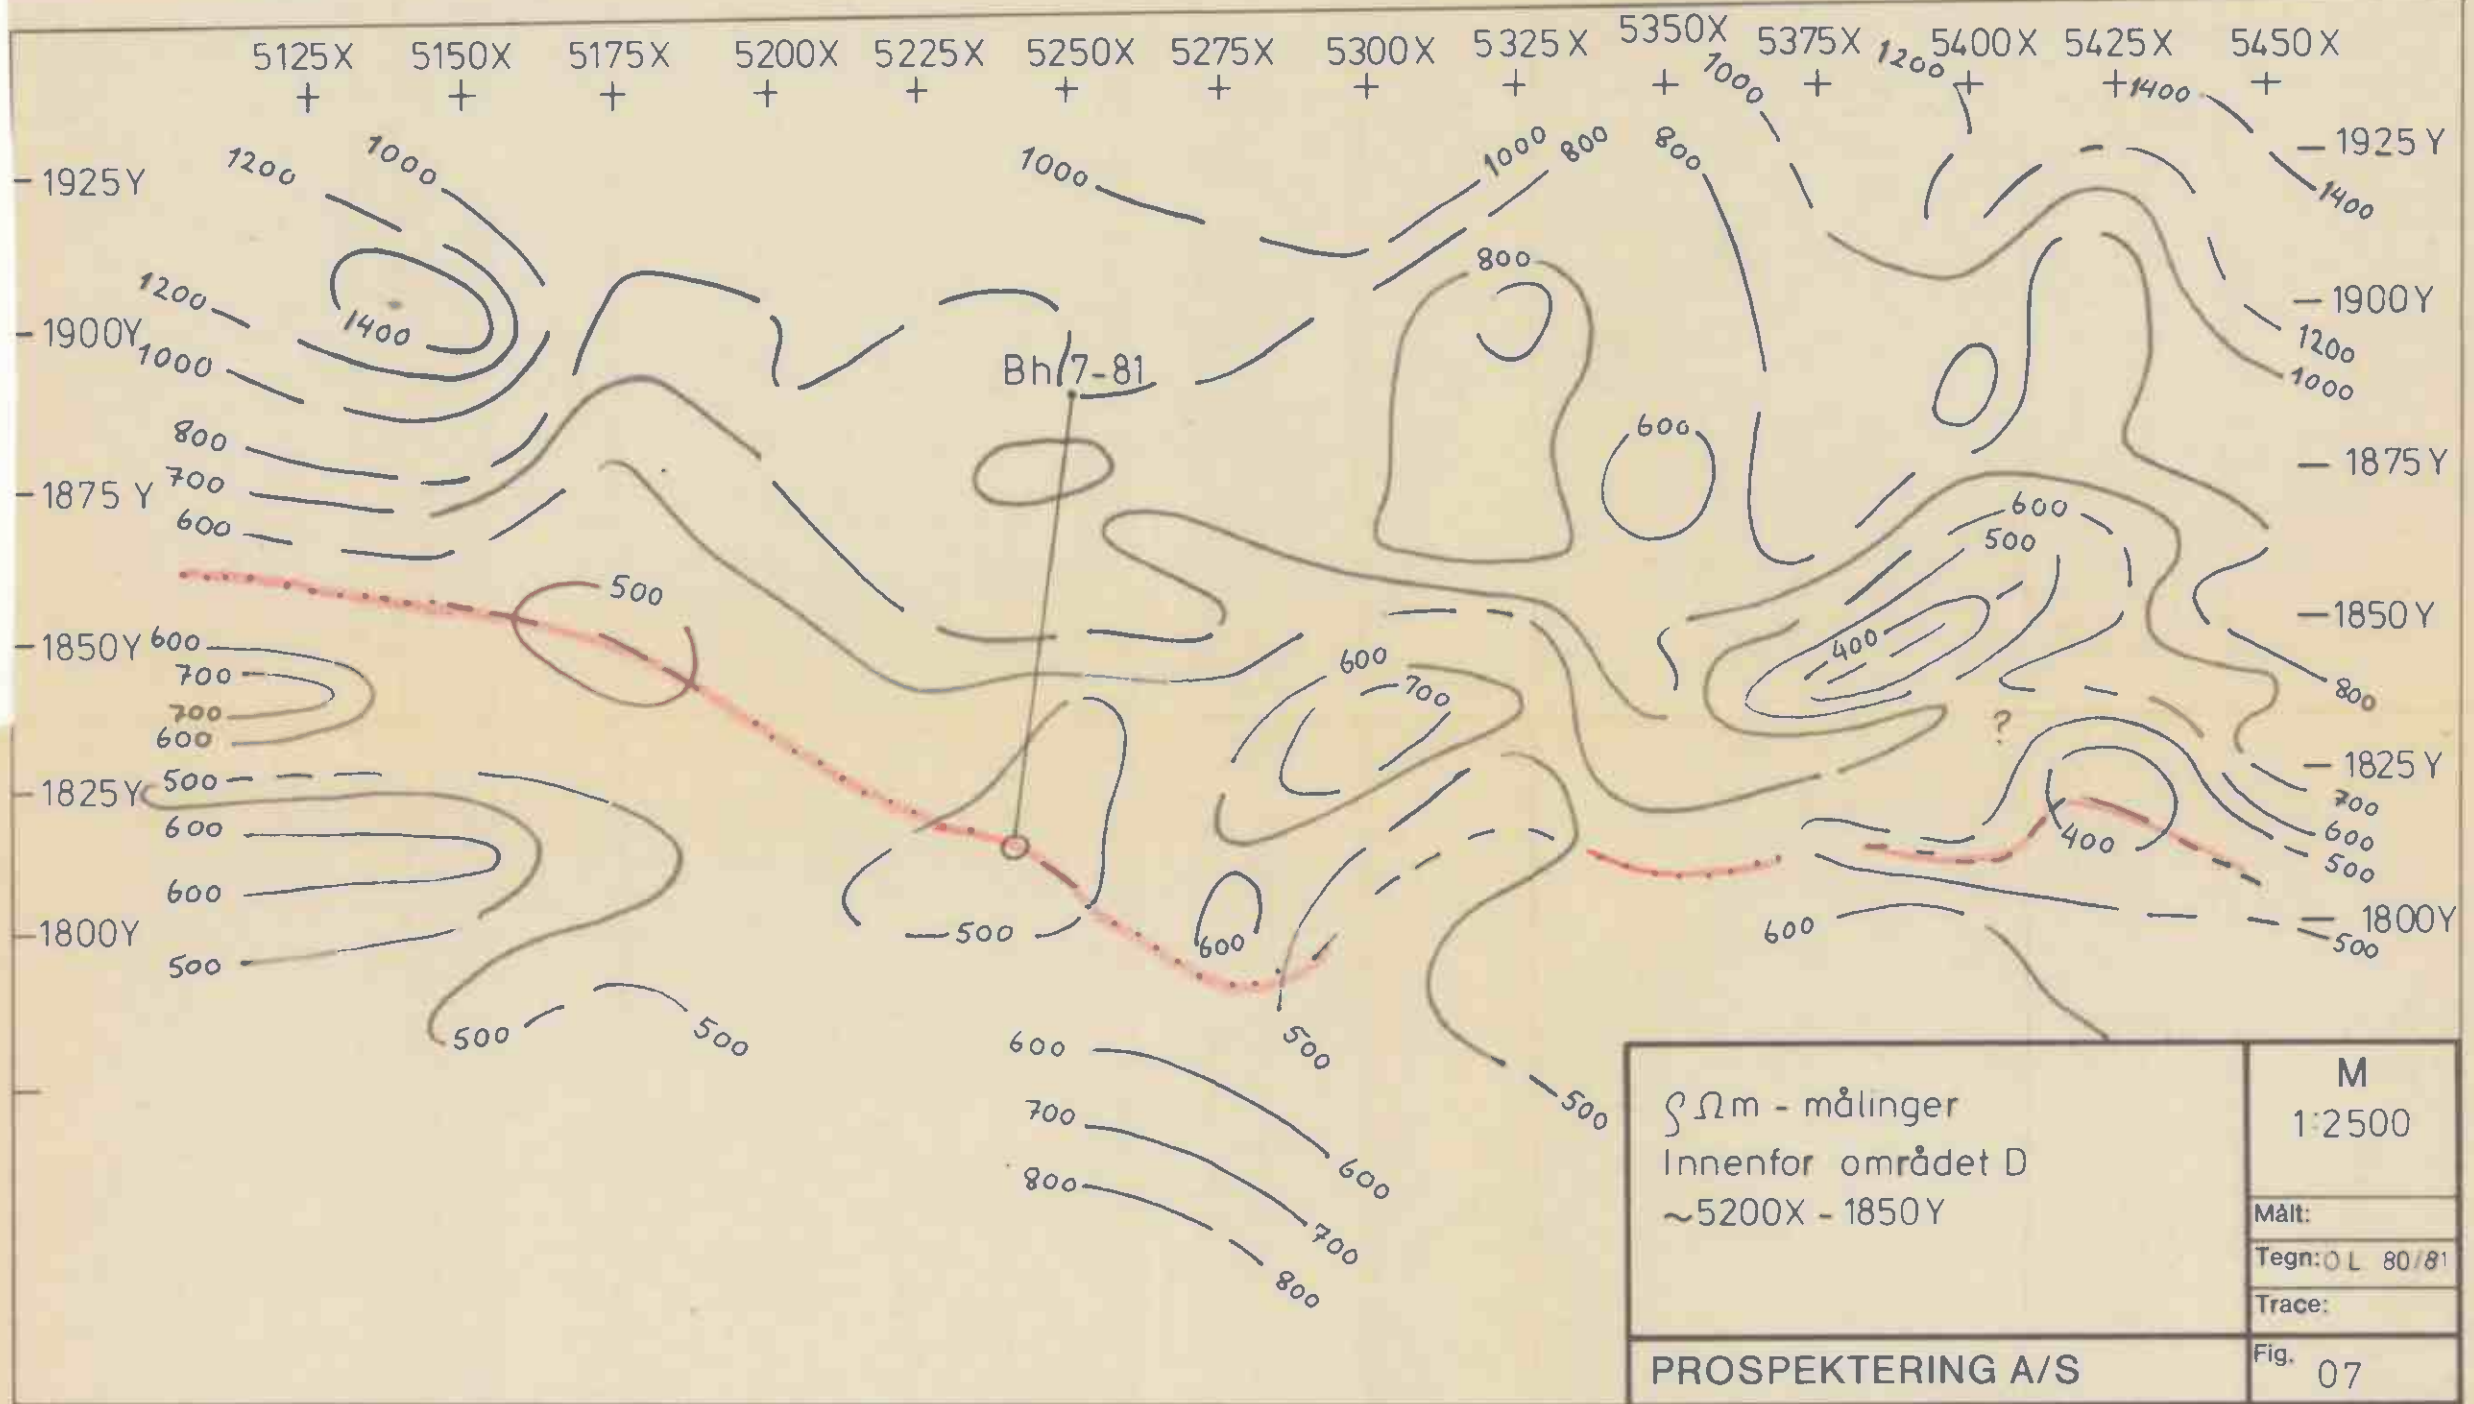 5125X 5150X 5175X 5200X 5225X 5250X 5275X 5300X 5325X 5350X 5375X 5400X 5425X 5450X
1000 1200 1400
1200 1000 1000 1000 800 800
1925Y 1925Y
1400
800
1200
1400
1900Y 1900Y
1200
1000
1000
Bh 7-81
800 600
1875Y 1875Y
700
600 600
500
500
1850Y 1850Y
600 600 400
700 700 800
700
600 ?
500
1825Y 1825Y
700
600 600
400 500
600
1800Y 1800Y
500 600 600 500
500
500 500 500
600
700 500
600
800
700
800
ρ Ωm - målinger
Innenfor området D
~5200X - 1850Y
M
1:2500
Målt:
Tegn: OL 80/81
Trace:
PROSPEKTERING A/S
Fig. 07